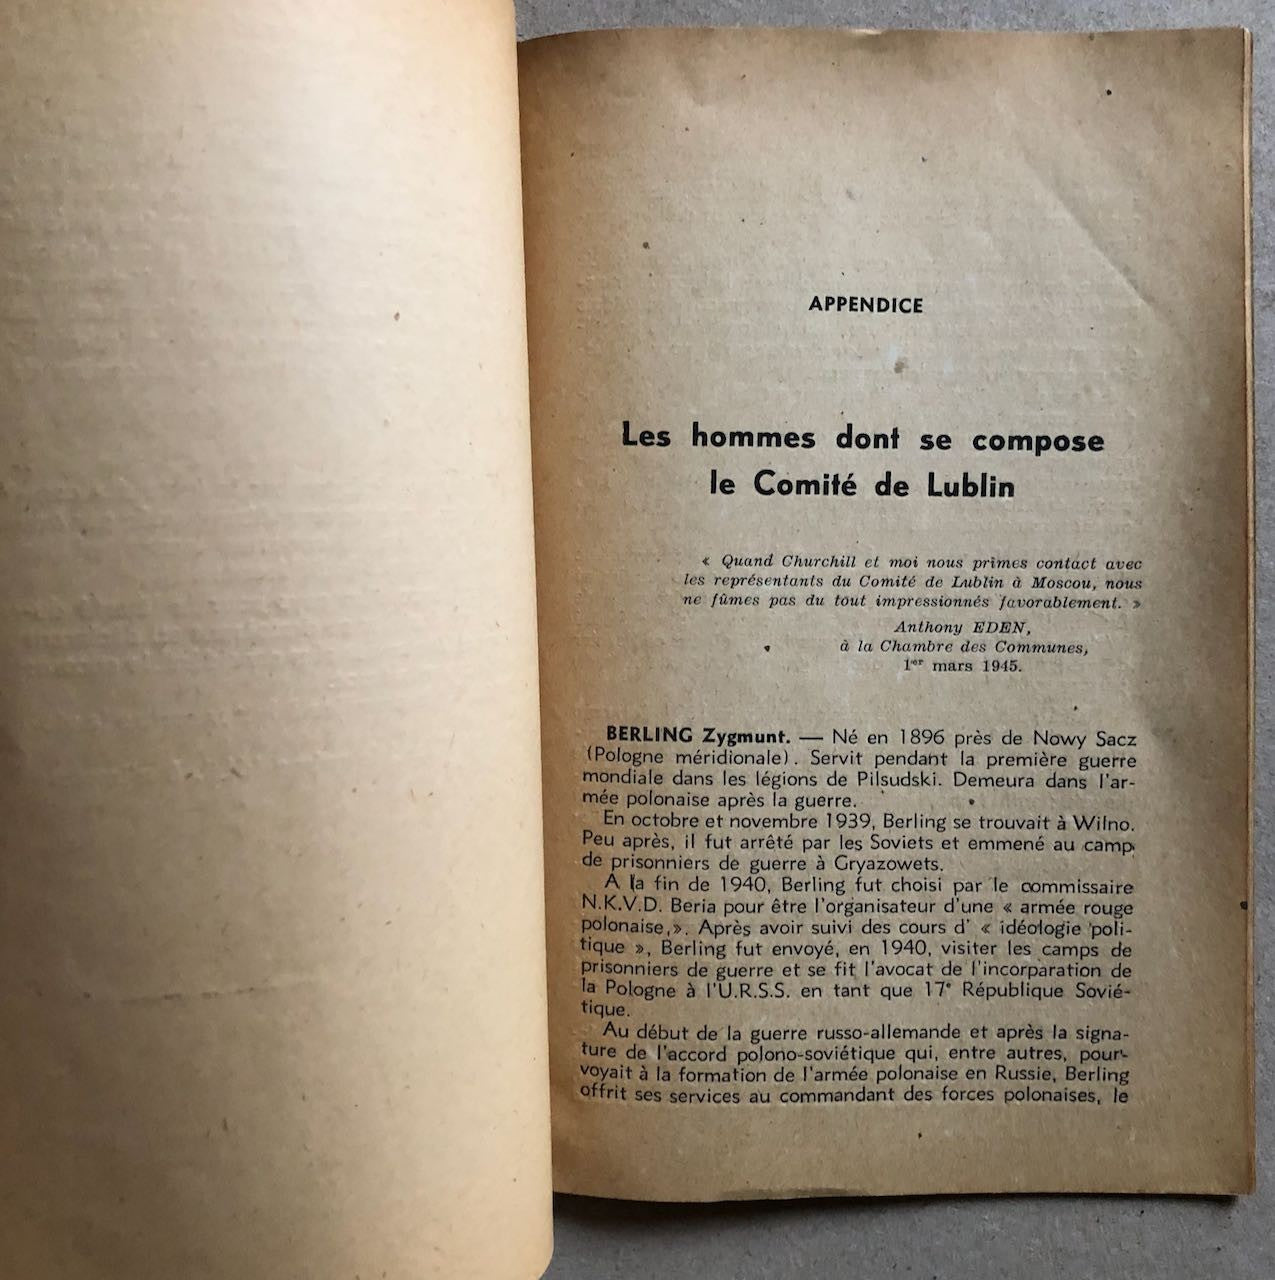 APPENDICE
Les hommes dont se compose
le Comité de Lublin
« Quand Churchill et moi nous prîmes contact avec
les représentants du Comité de Lublin à Moscou, nous
ne fûmes pas du tout impressionnés favorablement. »
Anthony EDEN,
à la Chambre des Communes,
1er mars 1945.
BERLING Zygmunt. — Né en 1896 près de Nowy Sacz
(Pologne méridionale). Servit pendant la première guerre
mondiale dans les légions de Pilsudski. Demeura dans l'ar-
mée polonaise après la guerre.
En octobre et novembre 1939, Berling se trouvait à Wilno.
Peu après, il fut arrêté par les Soviets et emmené au camp
de prisonniers de guerre à Gryazowets.
A la fin de 1940, Berling fut choisi par le commissaire
N.K.V.D. Beria pour être l'organisateur d'une « armée rouge
polonaise,». Après avoir suivi des cours d' « idéologie poli-
tique », Berling fut envoyé, en 1940, visiter les camps de
prisonniers de guerre et se fit l'avocat de l'incorparation de
la Pologne à l'U.R.S.S. en tant que 17e République Sovié-
tique.
Au début de la guerre russo-allemande et après la signa-
ture de l'accord polono-soviétique qui, entre autres, pour-
voyait à la formation de l'armée polonaise en Russie, Berling
offrit ses services au commandant des forces polonaises, le